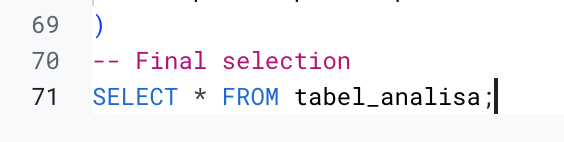 69 )
70 -- Final selection
71 SELECT * FROM tabel_analisa;